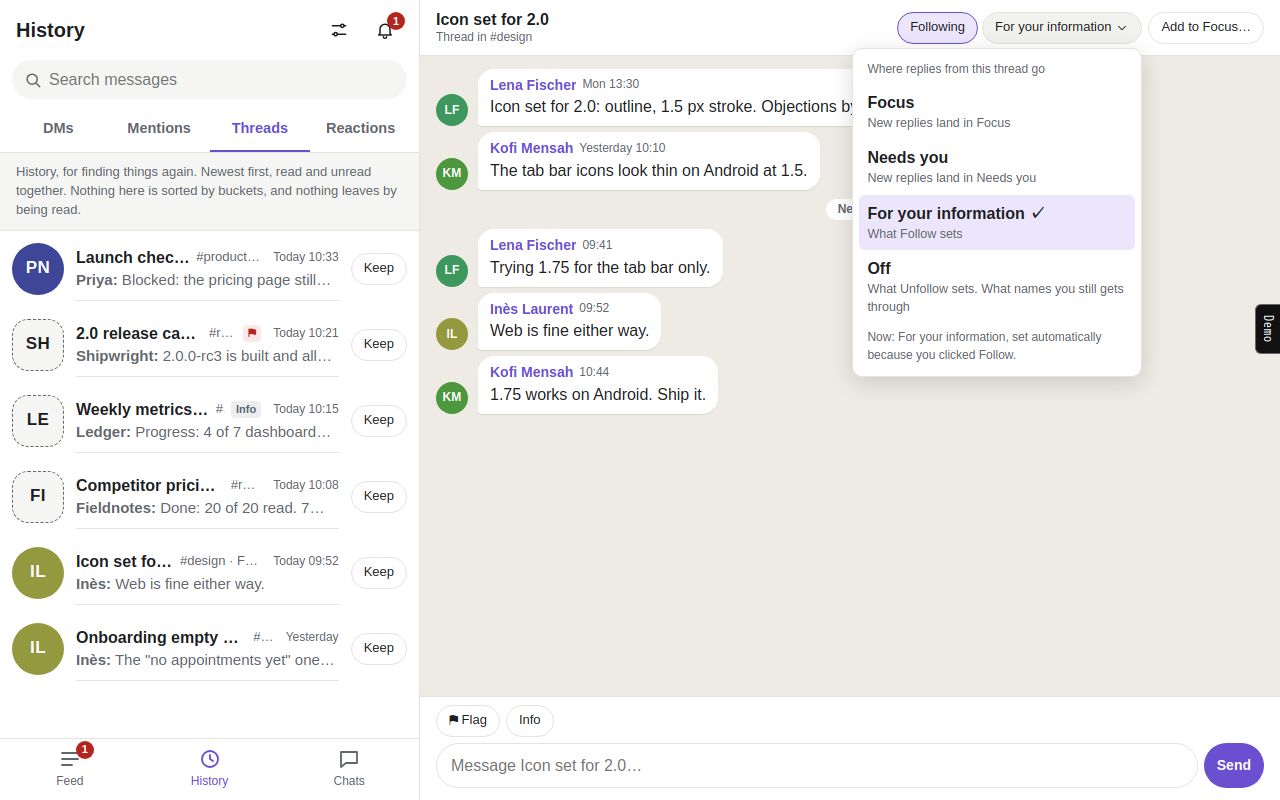 History
1
Search messages
DMs
Mentions
Threads
Reactions
History, for finding things again. Newest first, read and unread
together. Nothing here is sorted by buckets, and nothing leaves by
being read.
PN
Launch chec… #product… Today 10:33
Priya: Blocked: the pricing page still…
Keep
SH
2.0 release ca… #r… Today 10:21
Shipwright: 2.0.0-rc3 is built and all…
Keep
LE
Weekly metrics… # Info Today 10:15
Ledger: Progress: 4 of 7 dashboard…
Keep
FI
Competitor prici… #r… Today 10:08
Fieldnotes: Done: 20 of 20 read. 7…
Keep
IL
Icon set fo… #design · F… Today 09:52
Inès: Web is fine either way.
Keep
IL
Onboarding empty … #… Yesterday
Inès: The "no appointments yet" one…
Keep
Feed
1
History
Chats
Icon set for 2.0
Thread in #design
Following
For your information
Add to Focus…
LF
Lena Fischer Mon 13:30
Icon set for 2.0: outline, 1.5 px stroke. Objections by
KM
Kofi Mensah Yesterday 10:10
The tab bar icons look thin on Android at 1.5.
Ne
LF
Lena Fischer 09:41
Trying 1.75 for the tab bar only.
IL
Inès Laurent 09:52
Web is fine either way.
KM
Kofi Mensah 10:44
1.75 works on Android. Ship it.
Where replies from this thread go
Focus
New replies land in Focus
Needs you
New replies land in Needs you
For your information ✓
What Follow sets
Off
What Unfollow sets. What names you still gets
through
Now: For your information, set automatically
because you clicked Follow.
Demo
Flag
Info
Message Icon set for 2.0…
Send